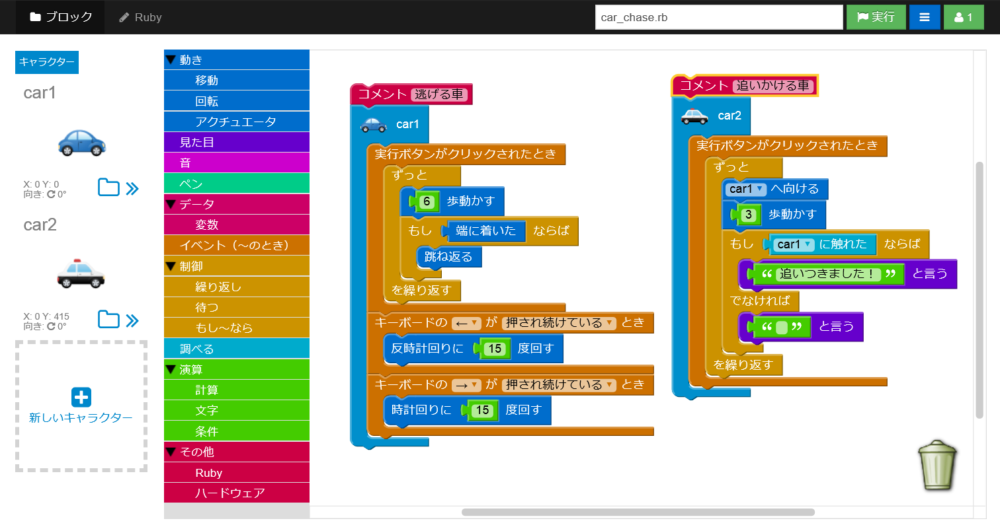 ブロック
Ruby
car_chase.rb
実行
1
キャラクター
car1
X: 0 Y: 0
向き: 0°
car2
X: 0 Y: 415
向き: 0°
新しいキャラクター
動き
移動
回転
アクチュエータ
見た目
音
ペン
データ
変数
イベント（～のとき）
制御
繰り返し
待つ
もし～なら
調べる
演算
計算
文字
条件
その他
Ruby
ハードウェア
コメント 逃げる車
car1
実行ボタンがクリックされたとき
ずっと
6 歩動かす
もし 端に着いた ならば
跳ね返る
を繰り返す
キーボードの ← が 押され続けている とき
反時計回りに 15 度回す
キーボードの → が 押され続けている とき
時計回りに 15 度回す
コメント 追いかける車
car2
実行ボタンがクリックされたとき
ずっと
car1 へ向ける
3 歩動かす
もし car1 に触れた ならば
“ 追いつきました！ ” と言う
でなければ
“ ” と言う
を繰り返す